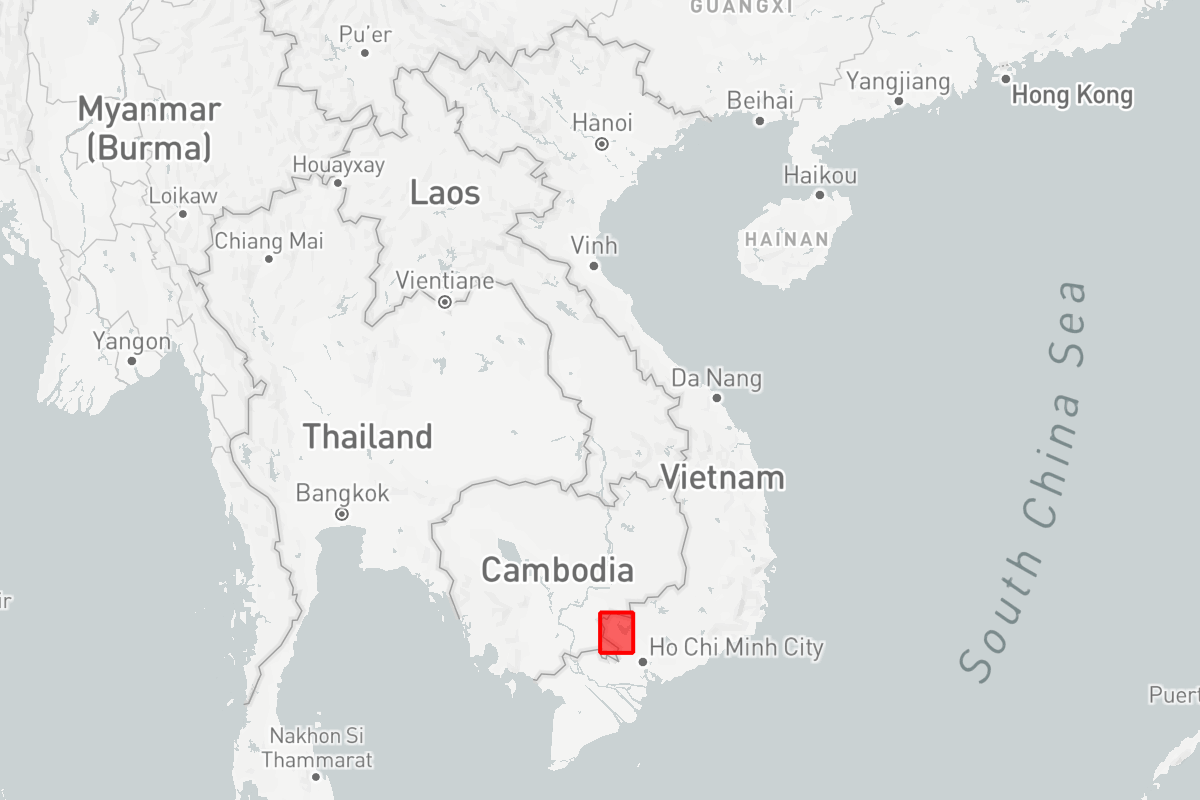 GUANGXI
Pu'er
Yangjiang
Beihai
Hong Kong
Myanmar
(Burma)
Hanoi
Houayxay
Haikou
Loikaw
Laos
Chiang Mai
Vinh
HAINAN
Vientiane
Yangon
Da Nang
South China Sea
Thailand
Vietnam
Bangkok
Cambodia
Ho Chi Minh City
Nakhon Si
Thammarat